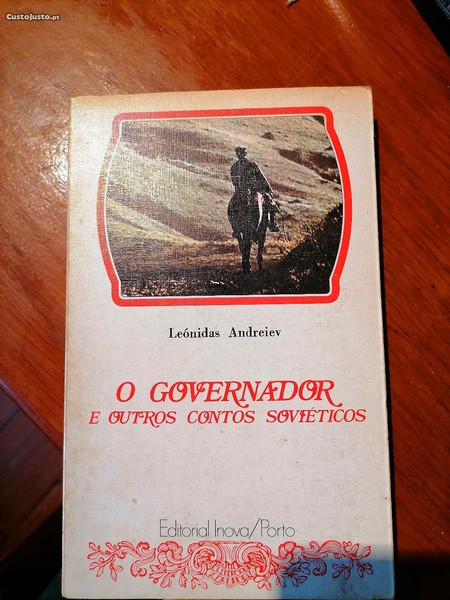 CustoJusto.pt
Leónidas Andreiev
O GOVERNADOR
E OUTROS CONTOS SOVIÉTICOS
Editorial Inova/Porto